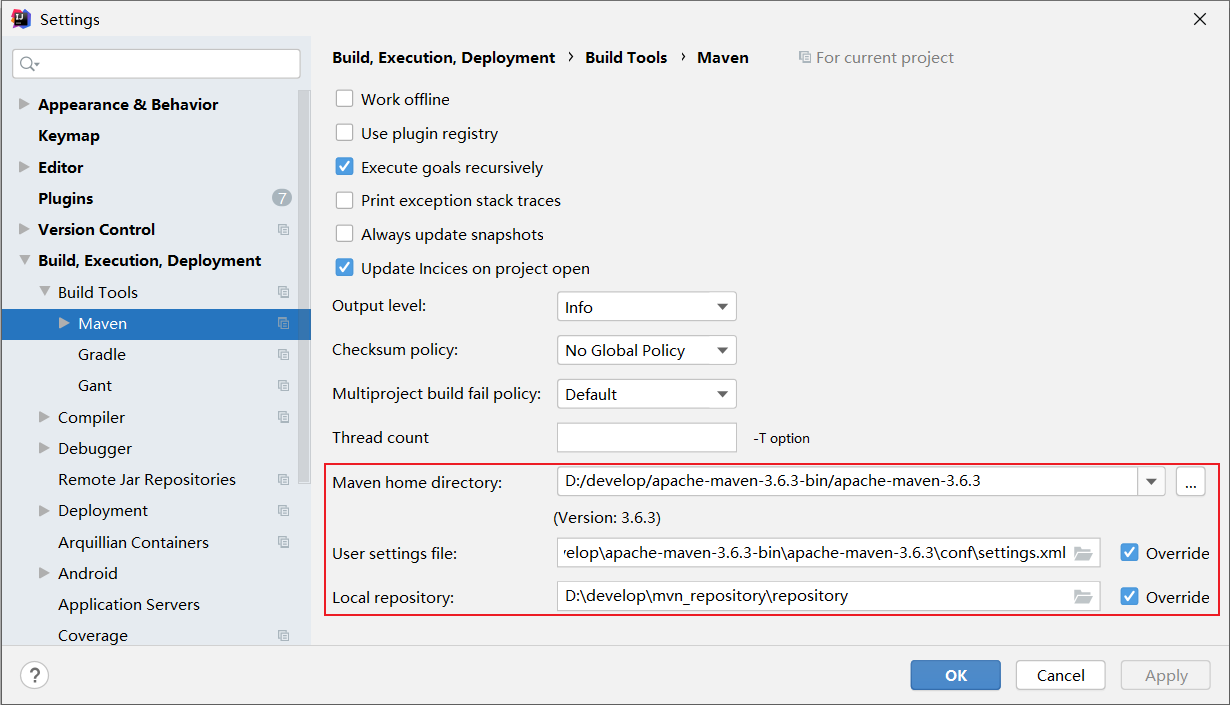 Settings
Build, Execution, Deployment › Build Tools › Maven For current project
Appearance & Behavior
Keymap
Editor
Plugins 7
Version Control
Build, Execution, Deployment
Build Tools
Maven
Gradle
Gant
Compiler
Debugger
Remote Jar Repositories
Deployment
Arquillian Containers
Android
Application Servers
Coverage
Work offline
Use plugin registry
Execute goals recursively
Print exception stack traces
Always update snapshots
Update Incices on project open
Output level: Info
Checksum policy: No Global Policy
Multiproject build fail policy: Default
Thread count -T option
Maven home directory: D:/develop/apache-maven-3.6.3-bin/apache-maven-3.6.3 ...
(Version: 3.6.3)
User settings file: velop\apache-maven-3.6.3-bin\apache-maven-3.6.3\conf\settings.xml Override
Local repository: D:\develop\mvn_repository\repository Override
? OK Cancel Apply